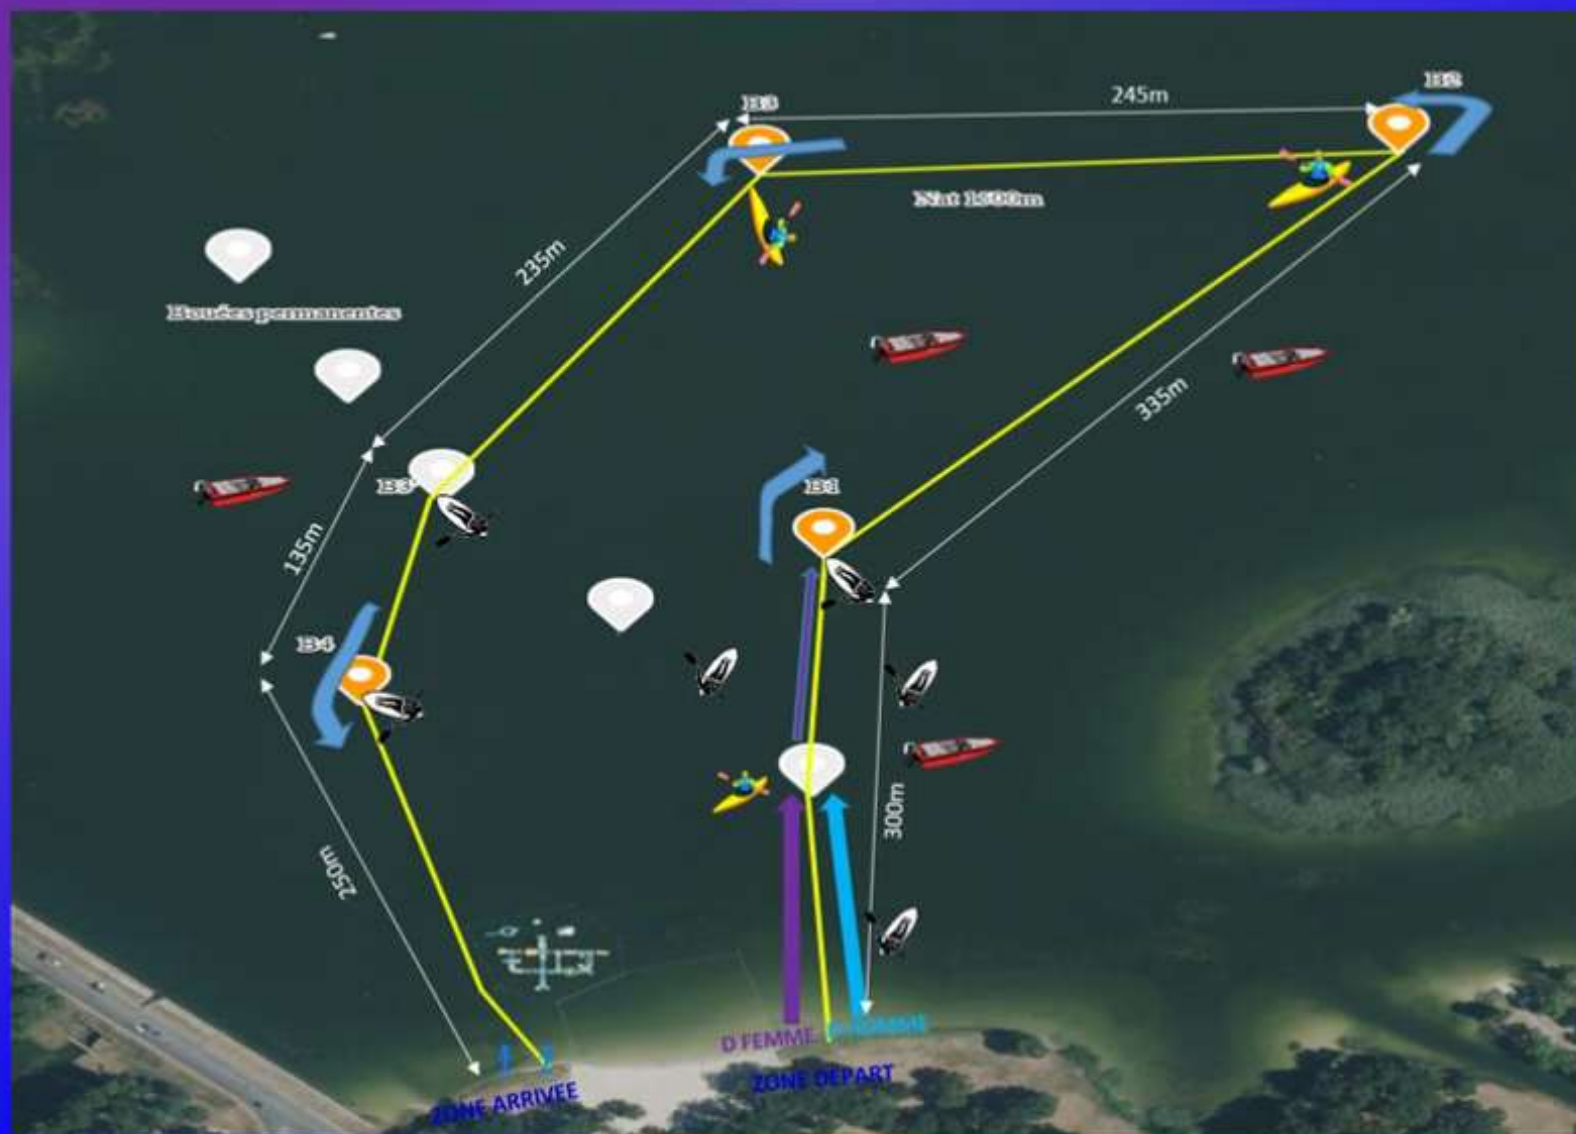 B2
245m
B3
Nat 1500m
235m
Bouées permanentes
335m
B3
B1
135m
B4
300m
250m
D FEMME
D HOMME
ZONE DEPART
ZONE ARRIVEE